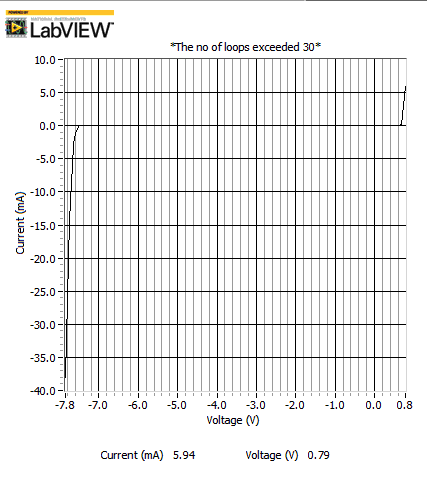 POWERED BY
NATIONAL INSTRUMENTS
LabVIEW™
*The no of loops exceeded 30*
10.0
5.0
0.0
-5.0
-10.0
-15.0
-20.0
-25.0
-30.0
-35.0
-40.0
Current (mA)
-7.8 -7.0 -6.0 -5.0 -4.0 -3.0 -2.0 -1.0 0.0 0.8
Voltage (V)
Current (mA) 5.94 Voltage (V) 0.79